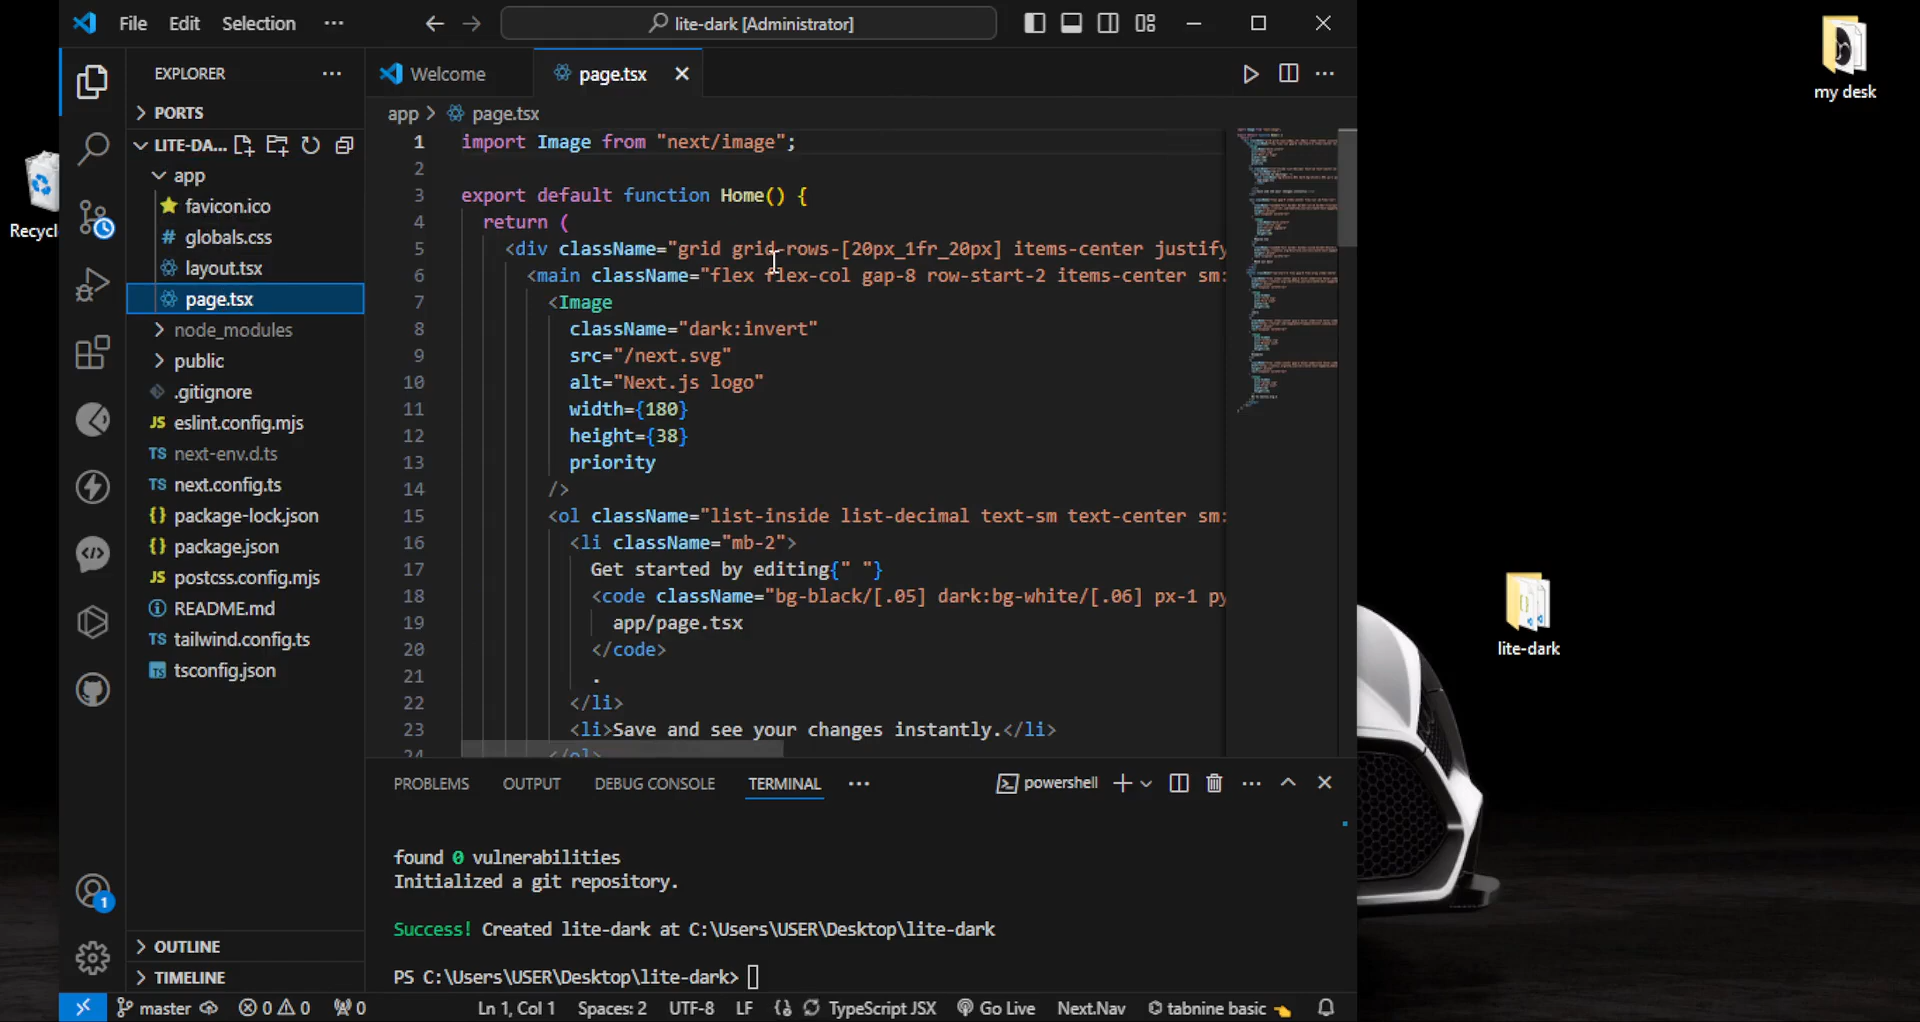 File Edit Selection ···
lite-dark [Administrator]
my desk
Recycl
EXPLORER ···
PORTS
LITE-DA...
app
favicon.ico
# globals.css
layout.tsx
page.tsx
node_modules
public
.gitignore
JS eslint.config.mjs
TS next-env.d.ts
TS next.config.ts
{} package-lock.json
{} package.json
JS postcss.config.mjs
README.md
TS tailwind.config.ts
TS tsconfig.json
OUTLINE
TIMELINE
Welcome page.tsx
app > page.tsx
1 import Image from "next/image";
2
3 export default function Home() {
4 return (
5 <div className="grid grid-rows-[20px_1fr_20px] items-center justify
6 <main className="flex flex-col gap-8 row-start-2 items-center sm:
7 <Image
8 className="dark:invert"
9 src="/next.svg"
10 alt="Next.js logo"
11 width={180}
12 height={38}
13 priority
14 />
15 <ol className="list-inside list-decimal text-sm text-center sm:
16 <li className="mb-2">
17 Get started by editing{" "}
18 <code className="bg-black/[.05] dark:bg-white/[.06] px-1 py
19 app/page.tsx
20 </code>
21 .
22 </li>
23 <li>Save and see your changes instantly.</li>
24 </ol>
PROBLEMS OUTPUT DEBUG CONSOLE TERMINAL ··· powershell
found 0 vulnerabilities
Initialized a git repository.
Success! Created lite-dark at C:\Users\USER\Desktop\lite-dark
PS C:\Users\USER\Desktop\lite-dark>
1
master 0 0 0 Ln 1, Col 1 Spaces: 2 UTF-8 LF {} TypeScript JSX Go Live Next.Nav tabnine basic
lite-dark